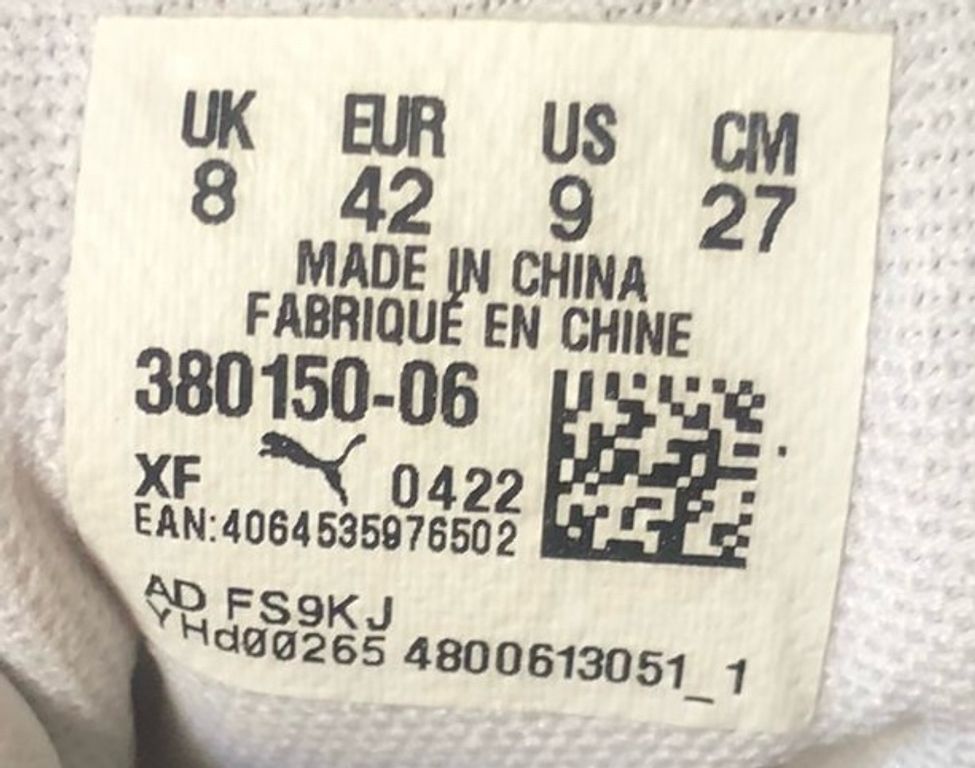 UK EUR US CM
8 42 9 27
MADE IN CHINA
FABRIQUÉ EN CHINE
380150-06
XF 0422
EAN:4064535976502
AD FS9KJ
YHd00265 4800613051_1